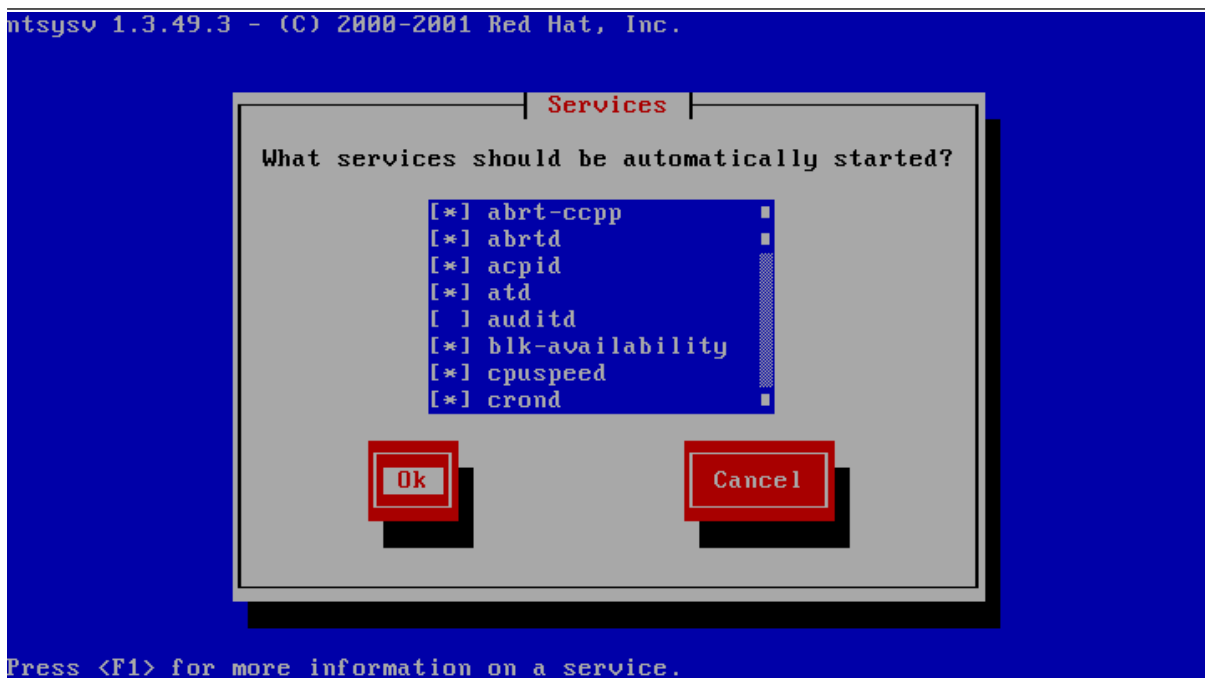 ntsysv 1.3.49.3 - (C) 2000-2001 Red Hat, Inc.
Services
What services should be automatically started?
[*] abrt-ccpp
[*] abrtd
[*] acpid
[*] atd
[ ] auditd
[*] blk-availability
[*] cpuspeed
[*] crond
Ok Cancel
Press <F1> for more information on a service.